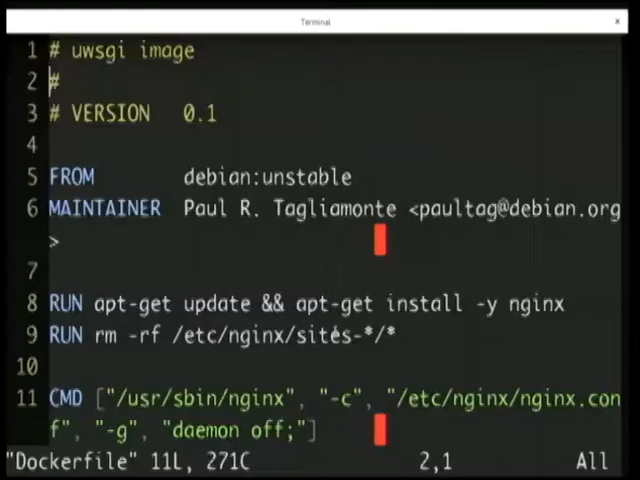 Terminal
1 # uwsgi image
2 #
3 # VERSION 0.1
4
5 FROM debian:unstable
6 MAINTAINER Paul R. Tagliamonte <paultag@debian.org
>
7
8 RUN apt-get update && apt-get install -y nginx
9 RUN rm -rf /etc/nginx/sites-*/*
10
11 CMD ["/usr/sbin/nginx", "-c", "/etc/nginx/nginx.con
f", "-g", "daemon off;"]
"Dockerfile" 11L, 271C 2,1 All